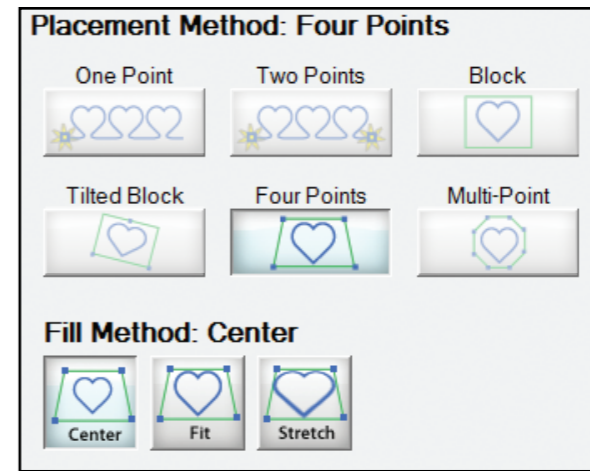 Placement Method: Four Points
One Point Two Points Block
Tilted Block Four Points Multi-Point
Fill Method: Center
Center Fit Stretch